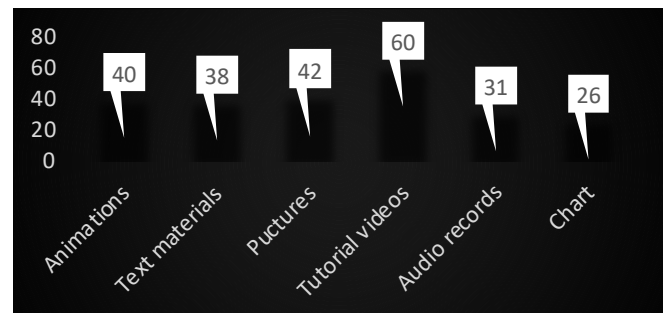 80
60
40
20
0
40
38
42
60
31
26
Animations
Text materials
Puctures
Tutorial videos
Audio records
Chart